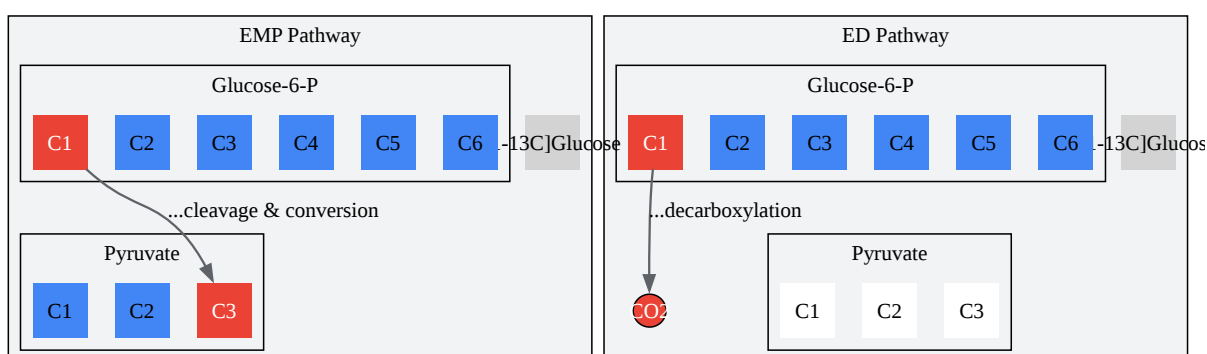 EMP Pathway
Glucose-6-P
C1 C2 C3 C4 C5 C6 -13C]Glucose
...cleavage & conversion
Pyruvate
C1 C2 C3
ED Pathway
Glucose-6-P
C1 C2 C3 C4 C5 C6 -13C]Glucos
...decarboxylation
CO2
Pyruvate
C1 C2 C3